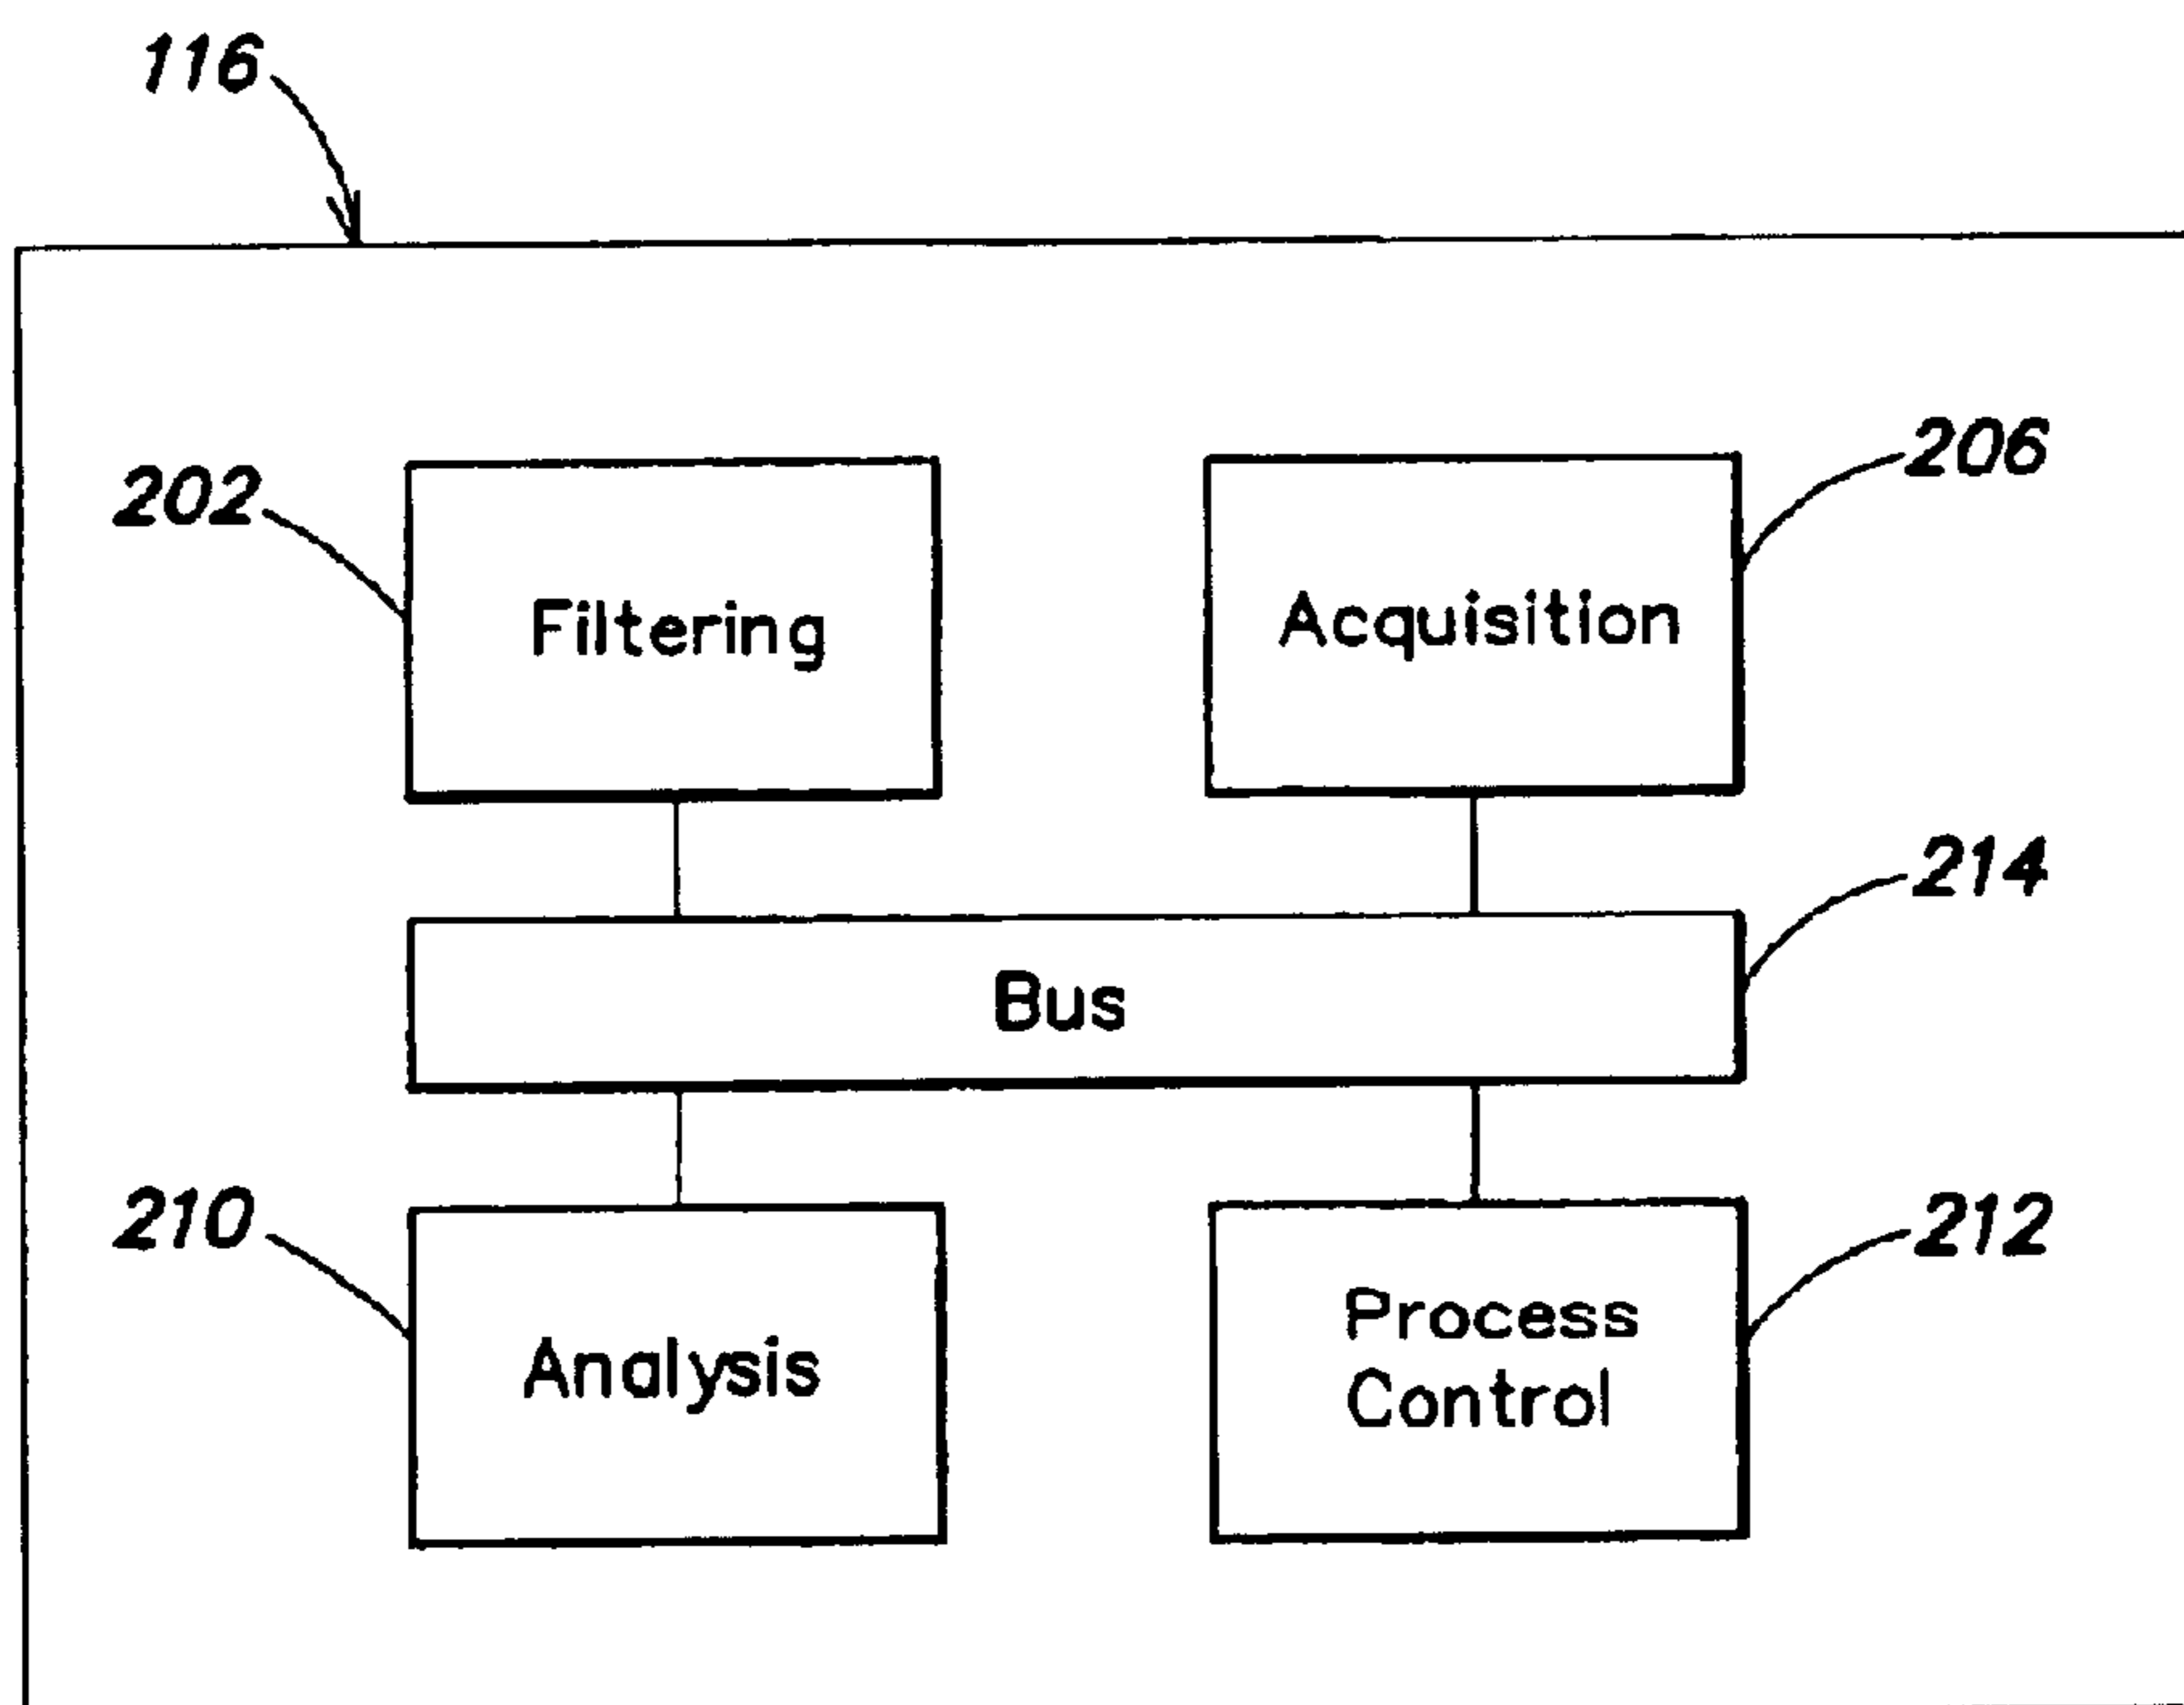 116
202
Filtering
Acquisition
206
Bus
214
210
Analysis
Process
Control
212